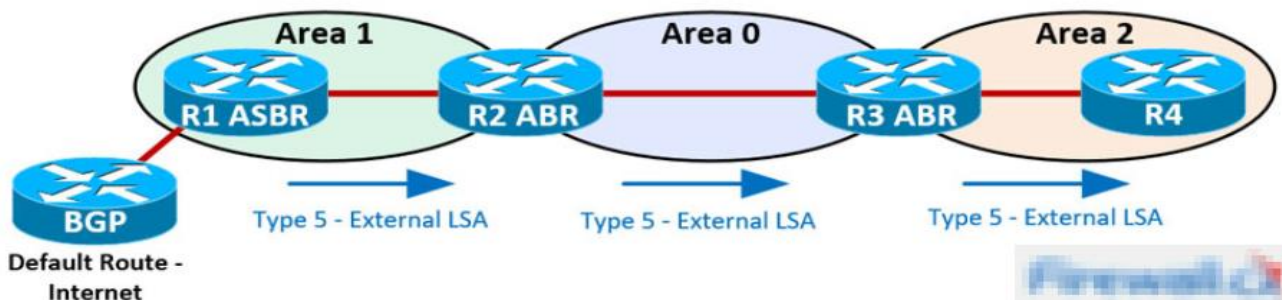 Area 1
Area 0
Area 2
R1 ASBR
R2 ABR
R3 ABR
R4
BGP
Type 5 - External LSA
Type 5 - External LSA
Type 5 - External LSA
Default Route -
Internet